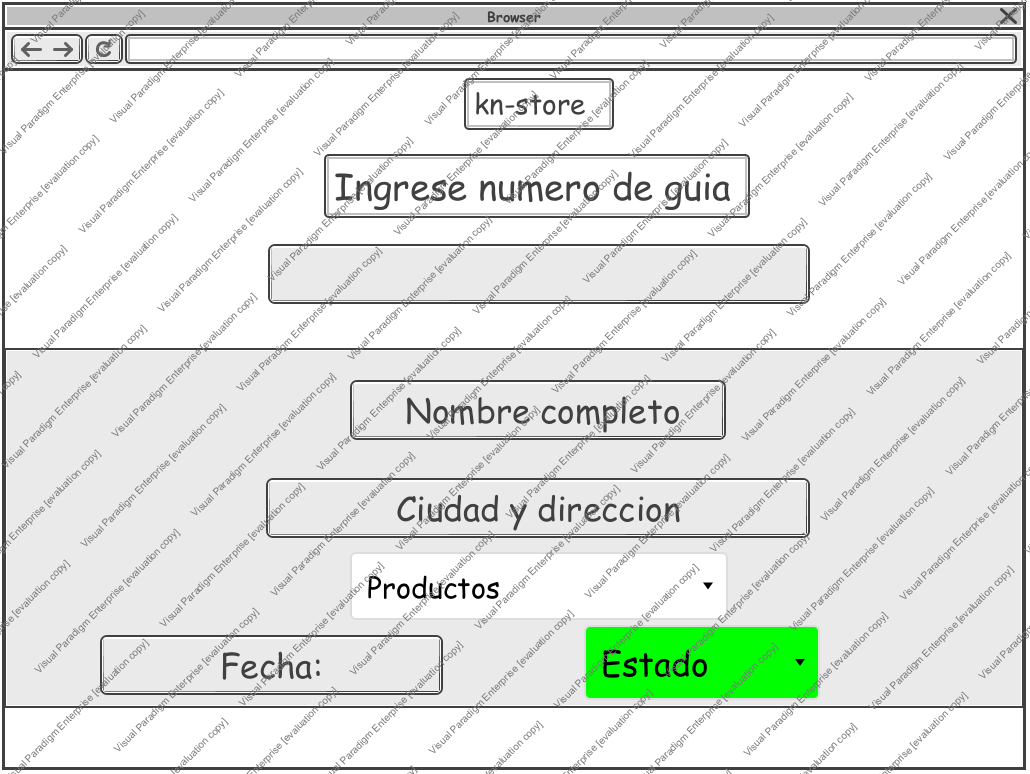 Browser
kn-store
Ingrese numero de guia
Nombre completo
Ciudad y direccion
Productos
Fecha:
Estado
Visual Paradigm Enterprise [evaluation copy]